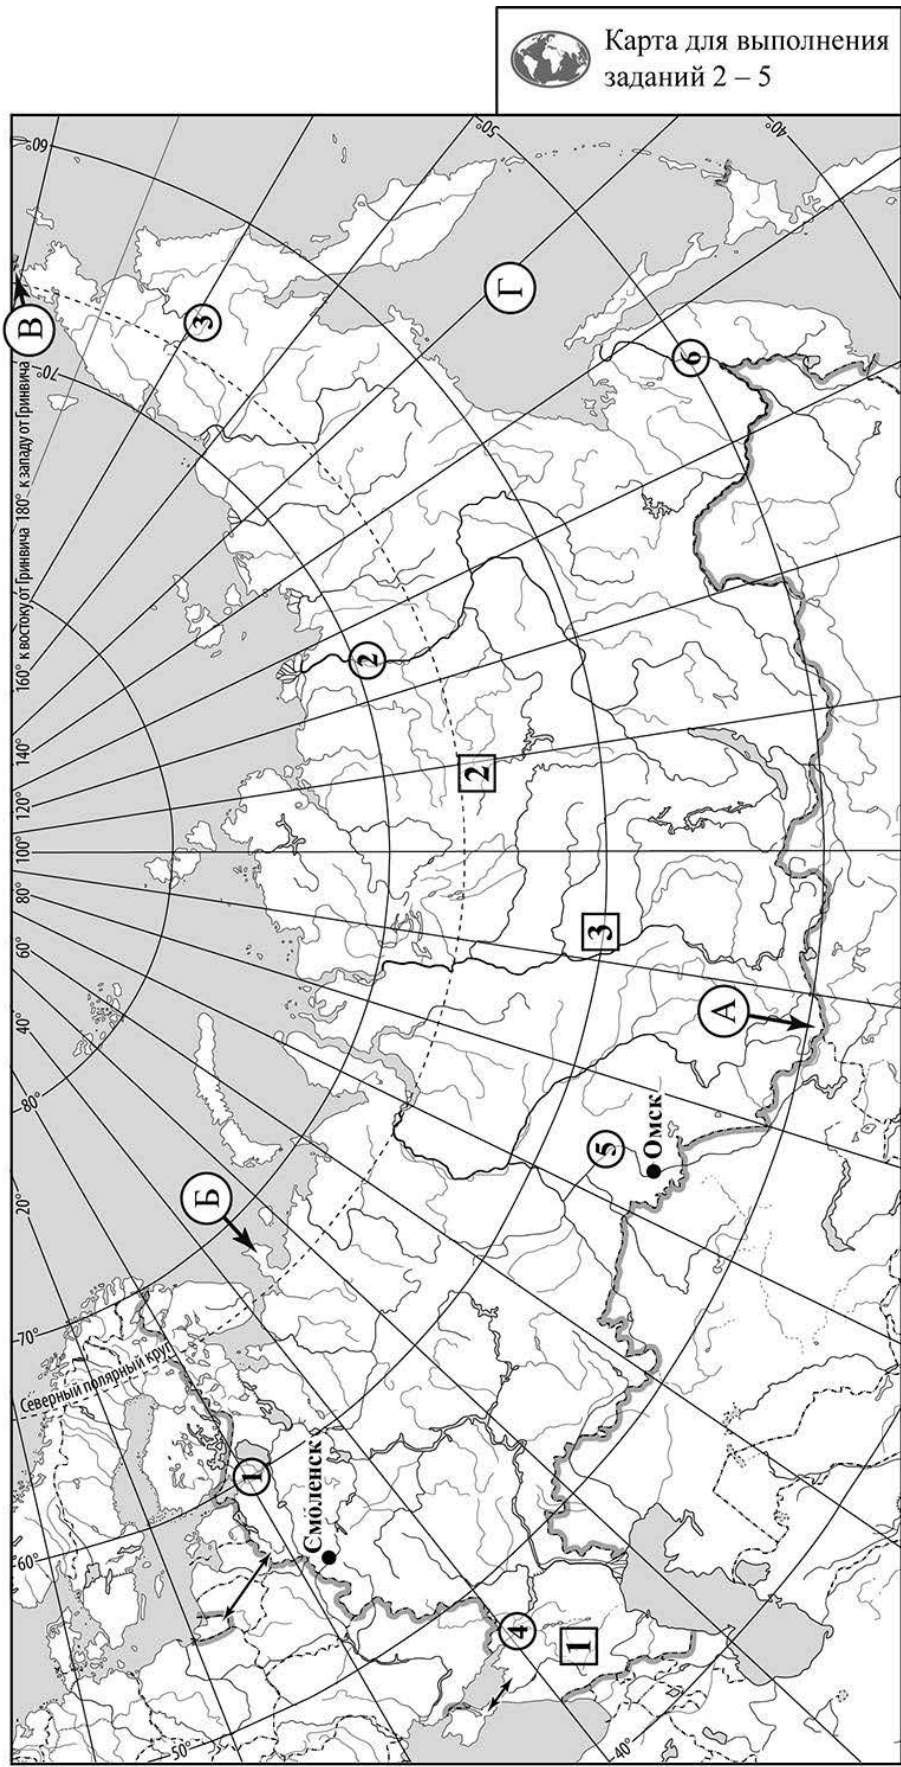 Карта для выполнения
заданий 2 – 5
60°
70°
20°
80°
40°
60°
80°
100°
120°
140°
160° к востоку от Гринвича 180° к западу от Гринвича
70°
В
60°
Северный полярный круг
50°
Б
3
1
Смоленск
2
2
50°
Г
4
1
5
3
40°
Омск
6
А
40°